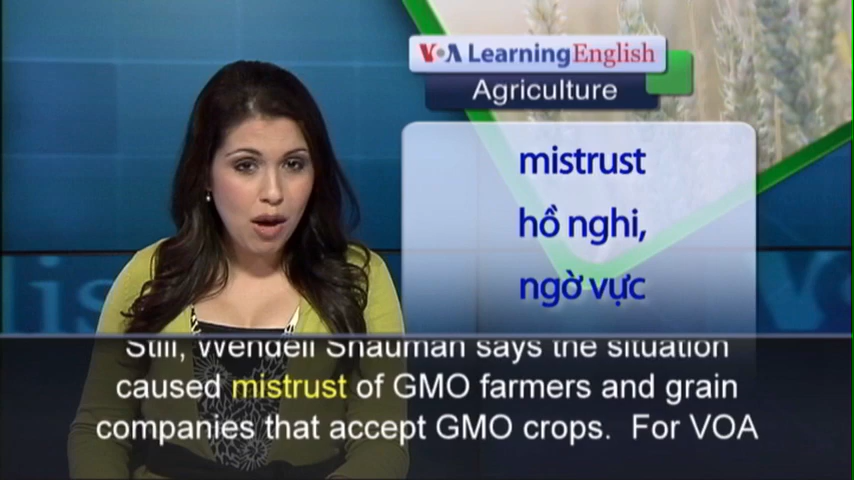 VOA Learning English
Agriculture
mistrust
hồ nghi,
ngờ vực
lis
Still, Wendell Shauman says the situation
caused mistrust of GMO farmers and grain
companies that accept GMO crops. For VOA